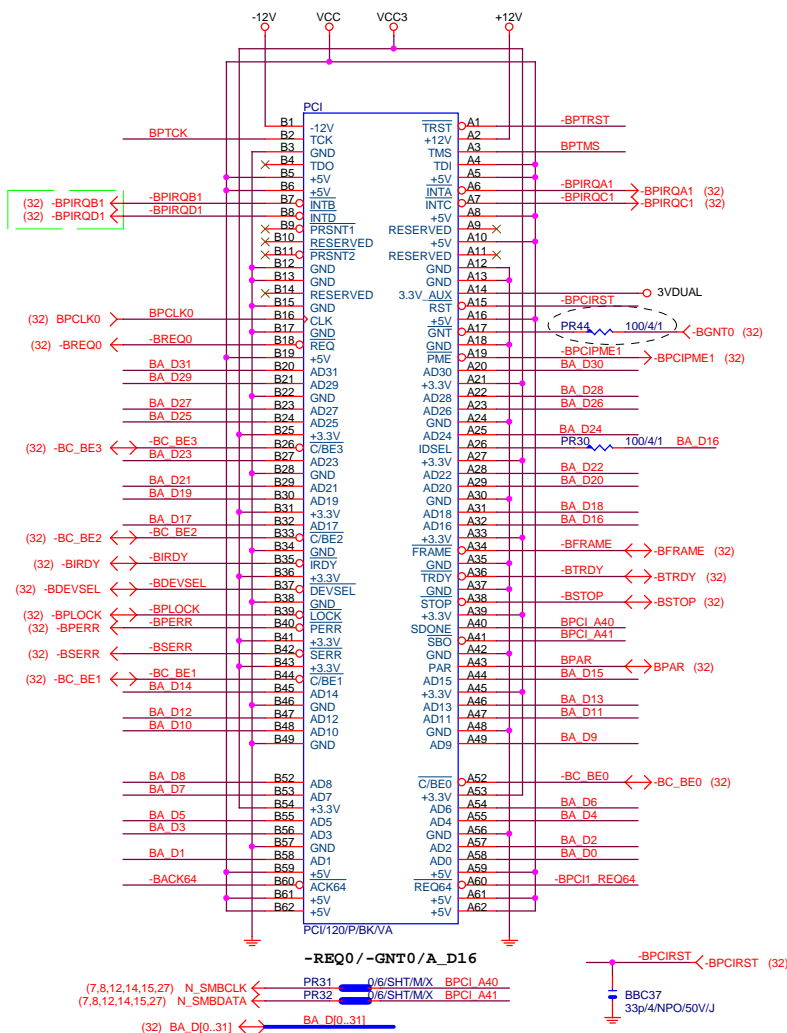 -12V VCC VCC3 +12V
PCI
B1 -12V TRST A1 -BPTRST
BPTCK B2 TCK +12V A2
B3 GND TMS A3 BPTMS
B4 TDO TDI A4
B5 +5V +5V A5
B6 +5V INTA A6 -BPIRQA1 -BPIRQA1 (32)
(32) -BPIRQB1 -BPIRQB1 B7 INTB INTC A7 -BPIRQC1 -BPIRQC1 (32)
(32) -BPIRQD1 -BPIRQD1 B8 INTD +5V A8
B9 PRSNT1 RESERVED A9
B10 RESERVED +5V A10
B11 PRSNT2 RESERVED A11
B12 GND GND A12
B13 GND GND A13
B14 RESERVED 3.3V_AUX A14 3VDUAL
B15 GND RST A15 -BPCIRST
(32) BPCLK0 BPCLK0 B16 CLK +5V A16
B17 GND GNT A17 PR44 100/4/1 -BGNT0 (32)
(32) -BREQ0 -BREQ0 B18 REQ GND A18
B19 +5V PME A19 -BPCIPME1 -BPCIPME1 (32)
BA_D31 B20 AD31 AD30 A20 BA_D30
BA_D29 B21 AD29 +3.3V A21
B22 GND AD28 A22 BA_D28
BA_D27 B23 AD27 AD26 A23 BA_D26
BA_D25 B24 AD25 GND A24
B25 +3.3V AD24 A25 BA_D24
(32) -BC_BE3 -BC_BE3 B26 C/BE3 IDSEL A26 PR30 100/4/1 BA_D16
BA_D23 B27 AD23 +3.3V A27
B28 GND AD22 A28 BA_D22
BA_D21 B29 AD21 AD20 A29 BA_D20
BA_D19 B30 AD19 GND A30
B31 +3.3V AD18 A31 BA_D18
BA_D17 B32 AD17 AD16 A32 BA_D16
(32) -BC_BE2 -BC_BE2 B33 C/BE2 +3.3V A33
B34 GND FRAME A34 -BFRAME -BFRAME (32)
(32) -BIRDY -BIRDY B35 IRDY GND A35
B36 +3.3V TRDY A36 -BTRDY -BTRDY (32)
(32) -BDEVSEL -BDEVSEL B37 DEVSEL GND A37
B38 GND STOP A38 -BSTOP -BSTOP (32)
(32) -BPLOCK -BPLOCK B39 LOCK +3.3V A39
(32) -BPERR -BPERR B40 PERR SDONE A40 BPCI_A40
B41 +3.3V SBO A41 BPCI_A41
(32) -BSERR -BSERR B42 SERR GND A42
B43 +3.3V PAR A43 BPAR BPAR (32)
(32) -BC_BE1 -BC_BE1 B44 C/BE1 AD15 A44 BA_D15
BA_D14 B45 AD14 +3.3V A45
B46 GND AD13 A46 BA_D13
BA_D12 B47 AD12 AD11 A47 BA_D11
BA_D10 B48 AD10 GND A48
B49 GND AD9 A49 BA_D9
BA_D8 B52 AD8 C/BE0 A52 -BC_BE0 -BC_BE0 (32)
BA_D7 B53 AD7 +3.3V A53
B54 +3.3V AD6 A54 BA_D6
BA_D5 B55 AD5 AD4 A55 BA_D4
BA_D3 B56 AD3 GND A56
B57 GND AD2 A57 BA_D2
BA_D1 B58 AD1 AD0 A58 BA_D0
B59 +5V +5V A59
-BACK64 B60 ACK64 REQ64 A60 -BPCI1_REQ64
B61 +5V +5V A61
B62 +5V +5V A62
PCI/120/P/BK/VA
-REQ0/-GNT0/A_D16
-BPCIRST -BPCIRST (32)
(7,8,12,14,15,27) N_SMBCLK PR31 0/6/SHT/M/X BPCI_A40
(7,8,12,14,15,27) N_SMBDATA PR32 0/6/SHT/M/X BPCI_A41
BBC37
33p/4/NPO/50V/J
(32) BA_D[0..31] BA_D[0..31]